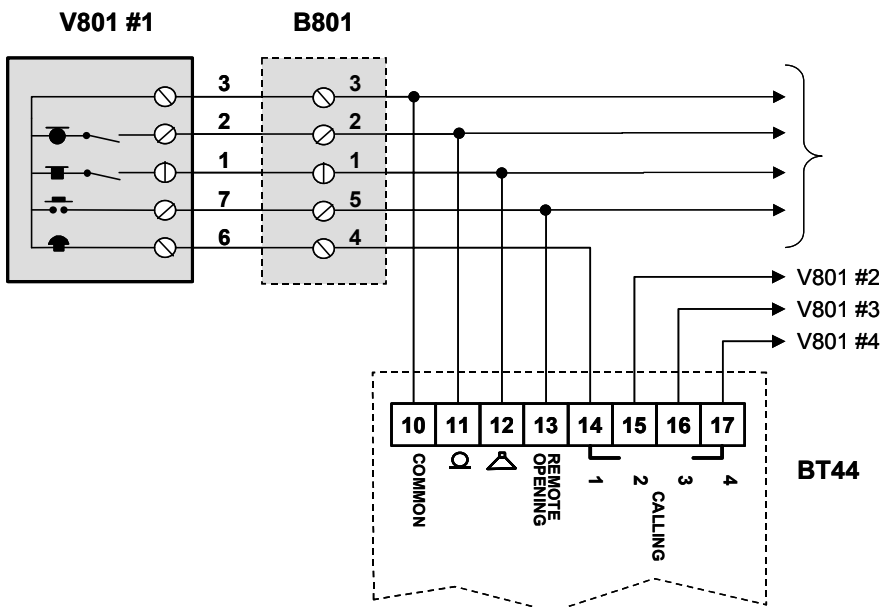 V801 #1
B801
3
3
2
2
1
1
7
5
6
4
V801 #2
V801 #3
V801 #4
10 11 12 13 14 15 16 17
COMMON
REMOTE
OPENING
1
2
3
4
CALLING
BT44